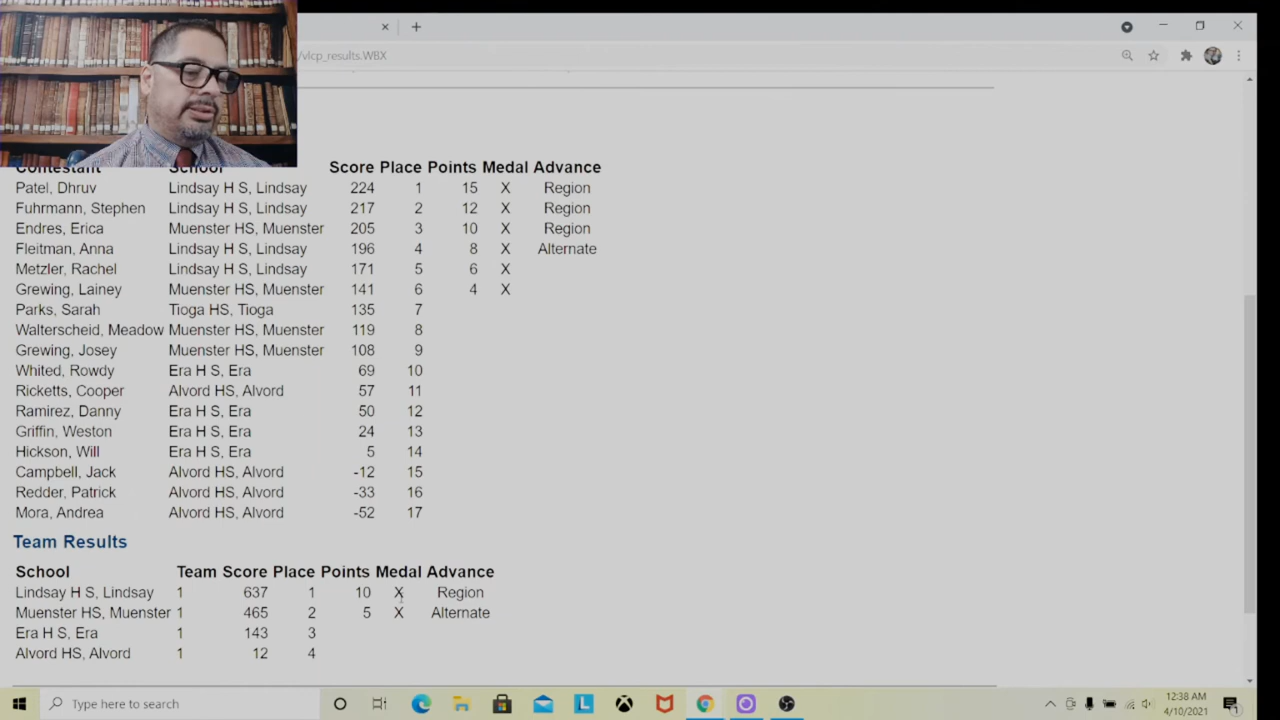 /vlcp_results.WBX
Contestant School Score Place Points Medal Advance
Patel, Dhruv Lindsay H S, Lindsay 224 1 15 X Region
Fuhrmann, Stephen Lindsay H S, Lindsay 217 2 12 X Region
Endres, Erica Muenster HS, Muenster 205 3 10 X Region
Fleitman, Anna Lindsay H S, Lindsay 196 4 8 X Alternate
Metzler, Rachel Lindsay H S, Lindsay 171 5 6 X
Grewing, Lainey Muenster HS, Muenster 141 6 4 X
Parks, Sarah Tioga HS, Tioga 135 7
Walterscheid, Meadow Muenster HS, Muenster 119 8
Grewing, Josey Muenster HS, Muenster 108 9
Whited, Rowdy Era H S, Era 69 10
Ricketts, Cooper Alvord HS, Alvord 57 11
Ramirez, Danny Era H S, Era 50 12
Griffin, Weston Era H S, Era 24 13
Hickson, Will Era H S, Era 5 14
Campbell, Jack Alvord HS, Alvord -12 15
Redder, Patrick Alvord HS, Alvord -33 16
Mora, Andrea Alvord HS, Alvord -52 17
Team Results
School Team Score Place Points Medal Advance
Lindsay H S, Lindsay 1 637 1 10 X Region
Muenster HS, Muenster 1 465 2 5 X Alternate
Era H S, Era 1 143 3
Alvord HS, Alvord 1 12 4
Type here to search
L
12:38 AM
4/10/2021
1